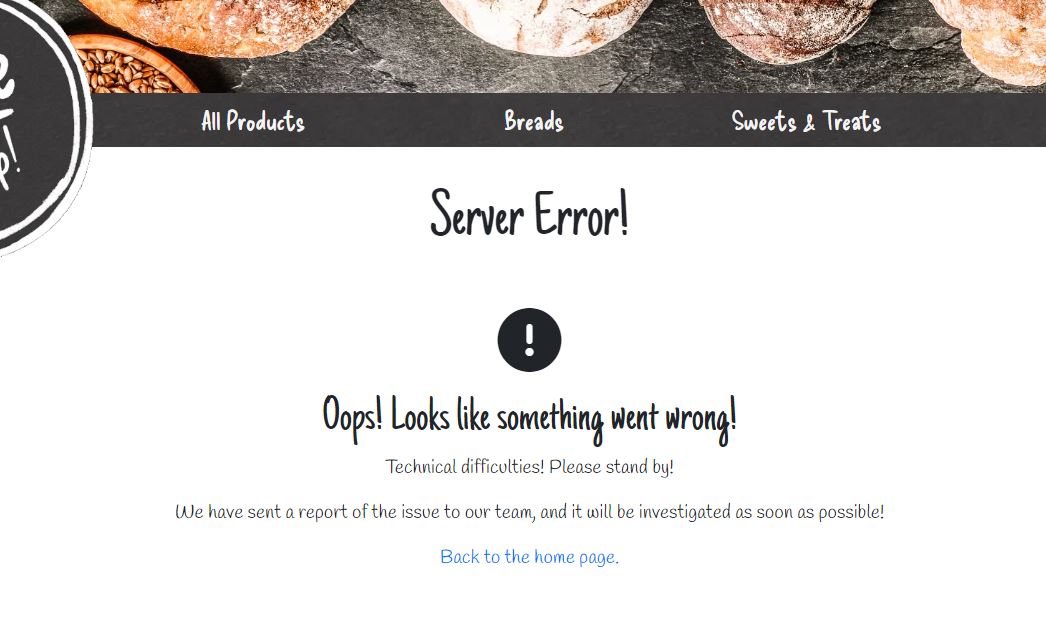 All Products
Breads
Sweets & Treats
Server Error!
Oops! Looks like something went wrong!
Technical difficulties! Please stand by!
We have sent a report of the issue to our team, and it will be investigated as soon as possible!
Back to the home page.